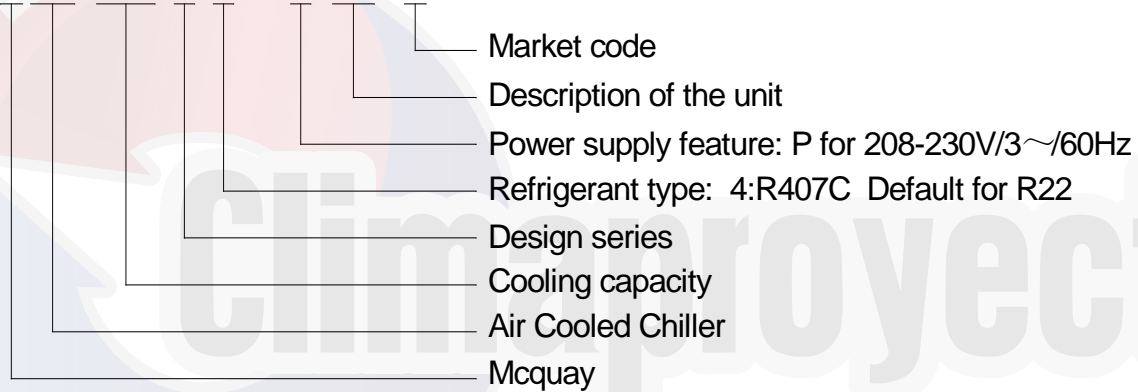 Market code
Description of the unit
Power supply feature: P for 208-230V/3～/60Hz
Refrigerant type: 4:R407C Default for R22
Design series
Cooling capacity
Air Cooled Chiller
Mcquay
Climaproyec